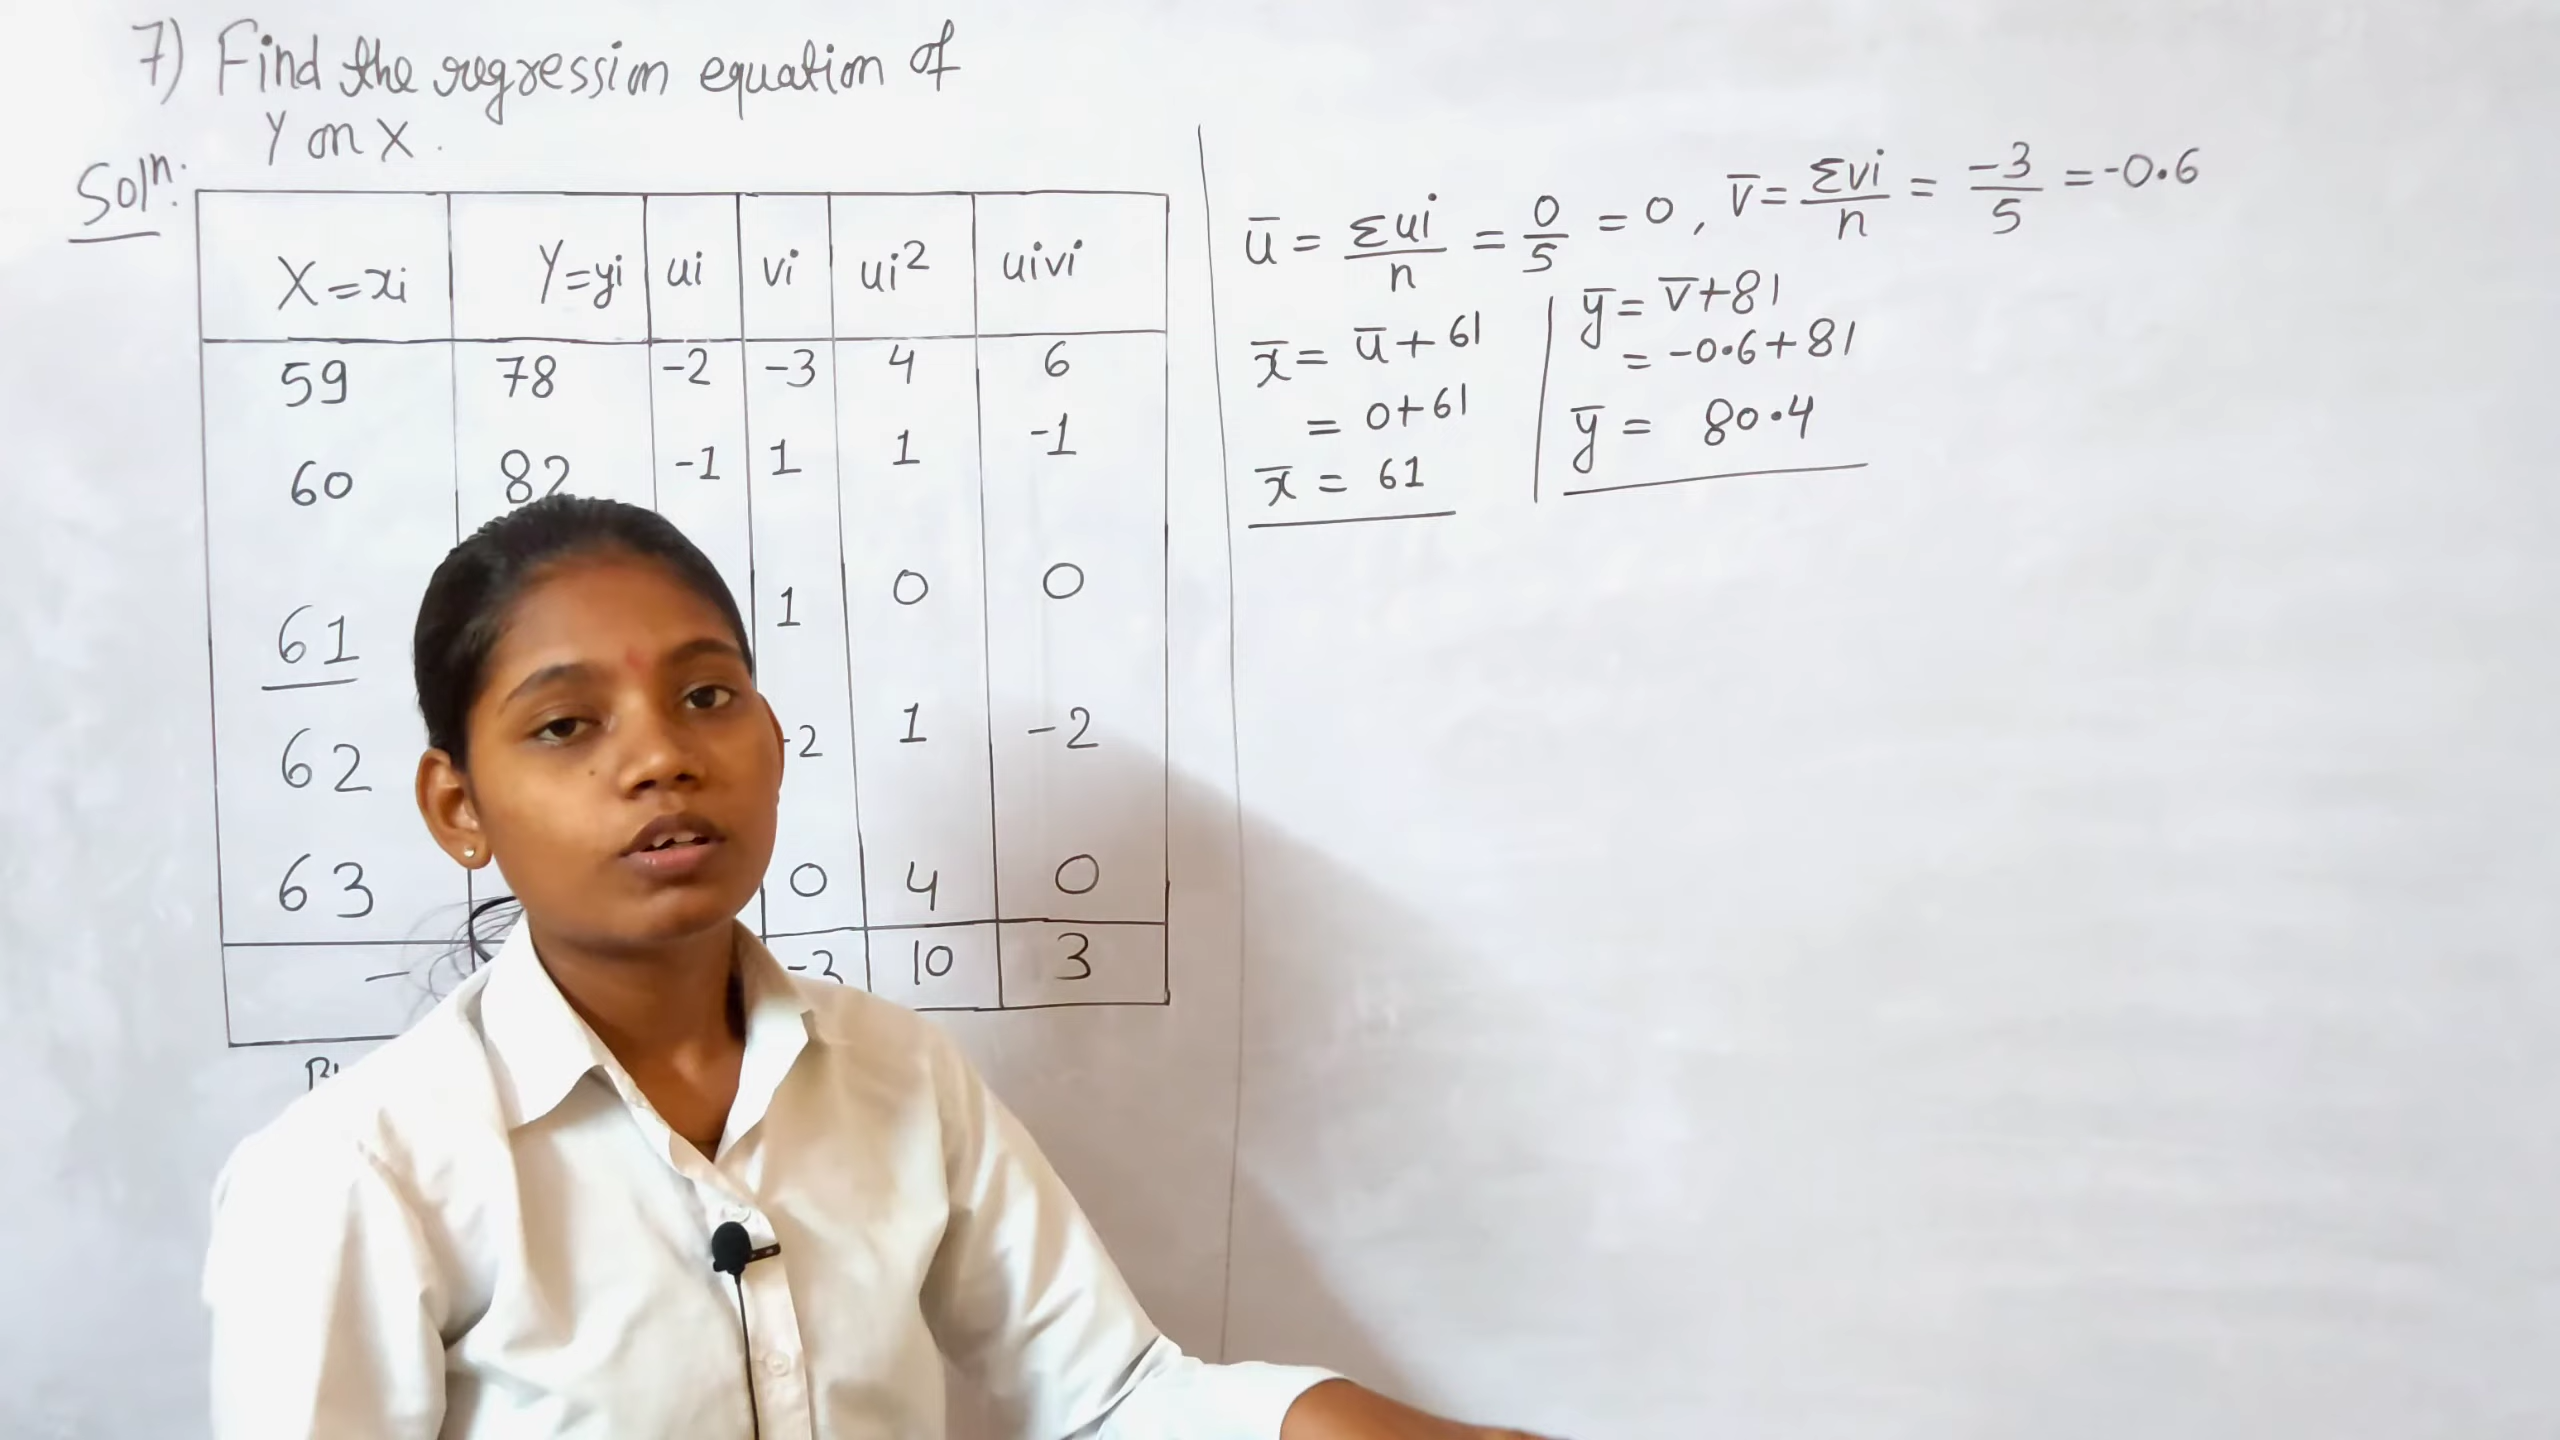 7) Find the regression equation of
Y on X.
Solⁿ:
X=xi Y=yi ui vi ui² uivi
59 78 -2 -3 4 6
60 82 -1 1 1 -1
61 1 0 0
62 -2 1 -2
63 0 4 0
- -3 10 3
u̅ = Σui/n = 0/5 = 0, v̅ = Σvi/n = -3/5 = -0.6
x̅ = u̅+61
= 0+61
x̅ = 61
y̅ = v̅+81
= -0.6+81
y̅ = 80.4